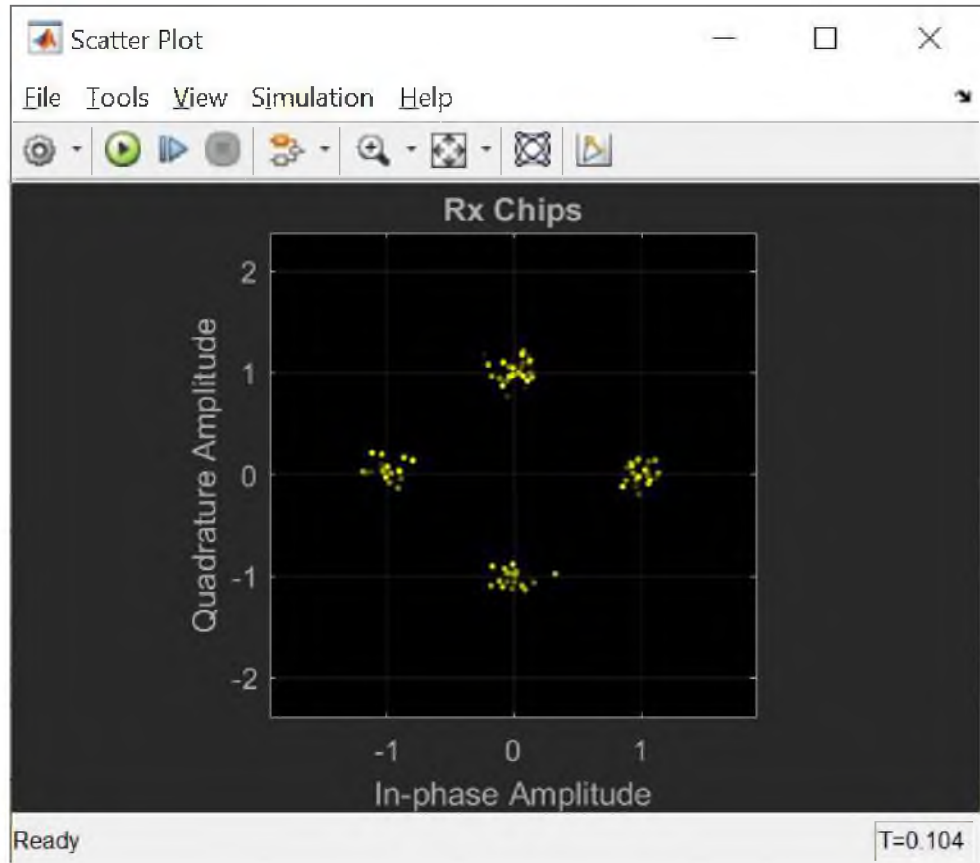 Scatter Plot
File Tools View Simulation Help
Rx Chips
2
1
0
-1
-2
Quadrature Amplitude
-1 0 1
In-phase Amplitude
Ready T=0.104